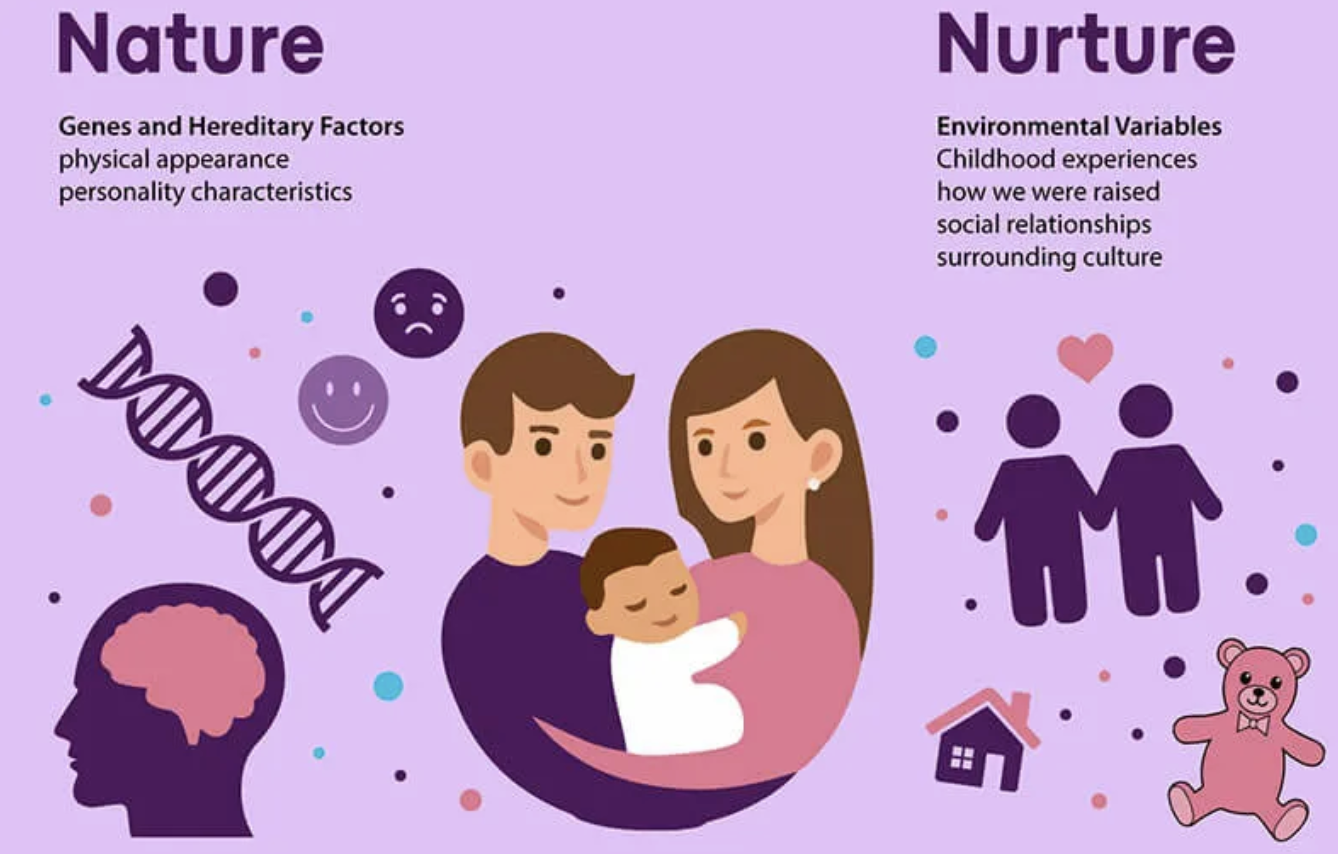 Nature
Genes and Hereditary Factors
physical appearance
personality characteristics
Nurture
Environmental Variables
Childhood experiences
how we were raised
social relationships
surrounding culture